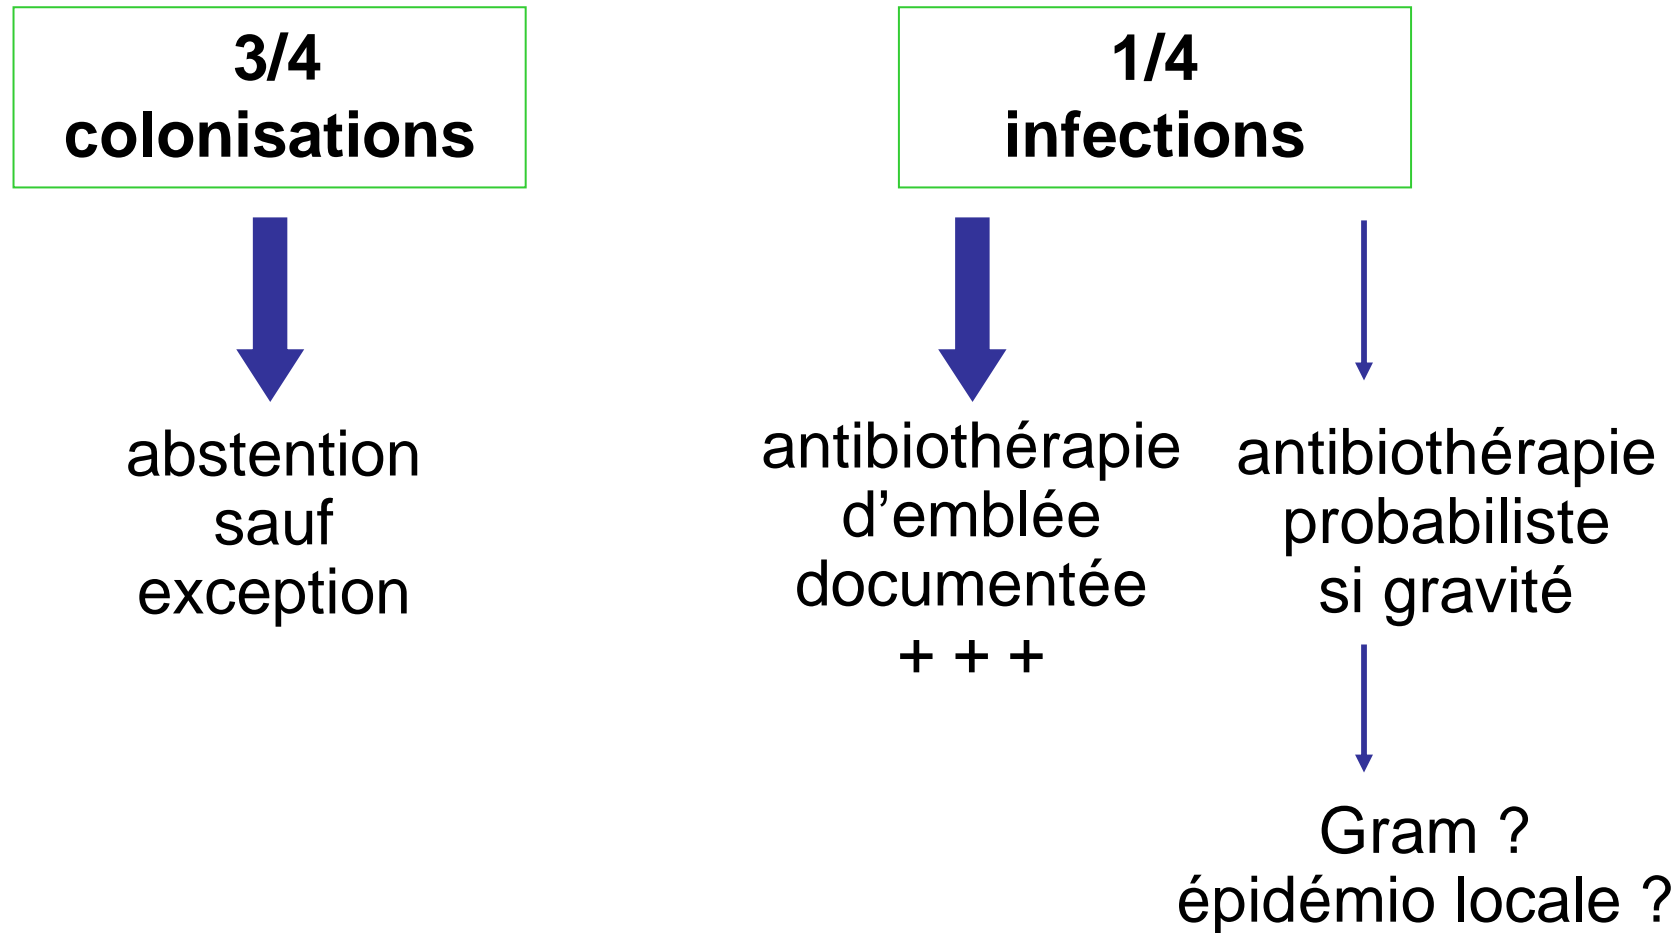 3/4
colonisations
1/4
infections
abstention
sauf
exception
antibiothérapie
d’emblée
documentée
+ + +
antibiothérapie
probabiliste
si gravité
Gram ?
épidémio locale ?